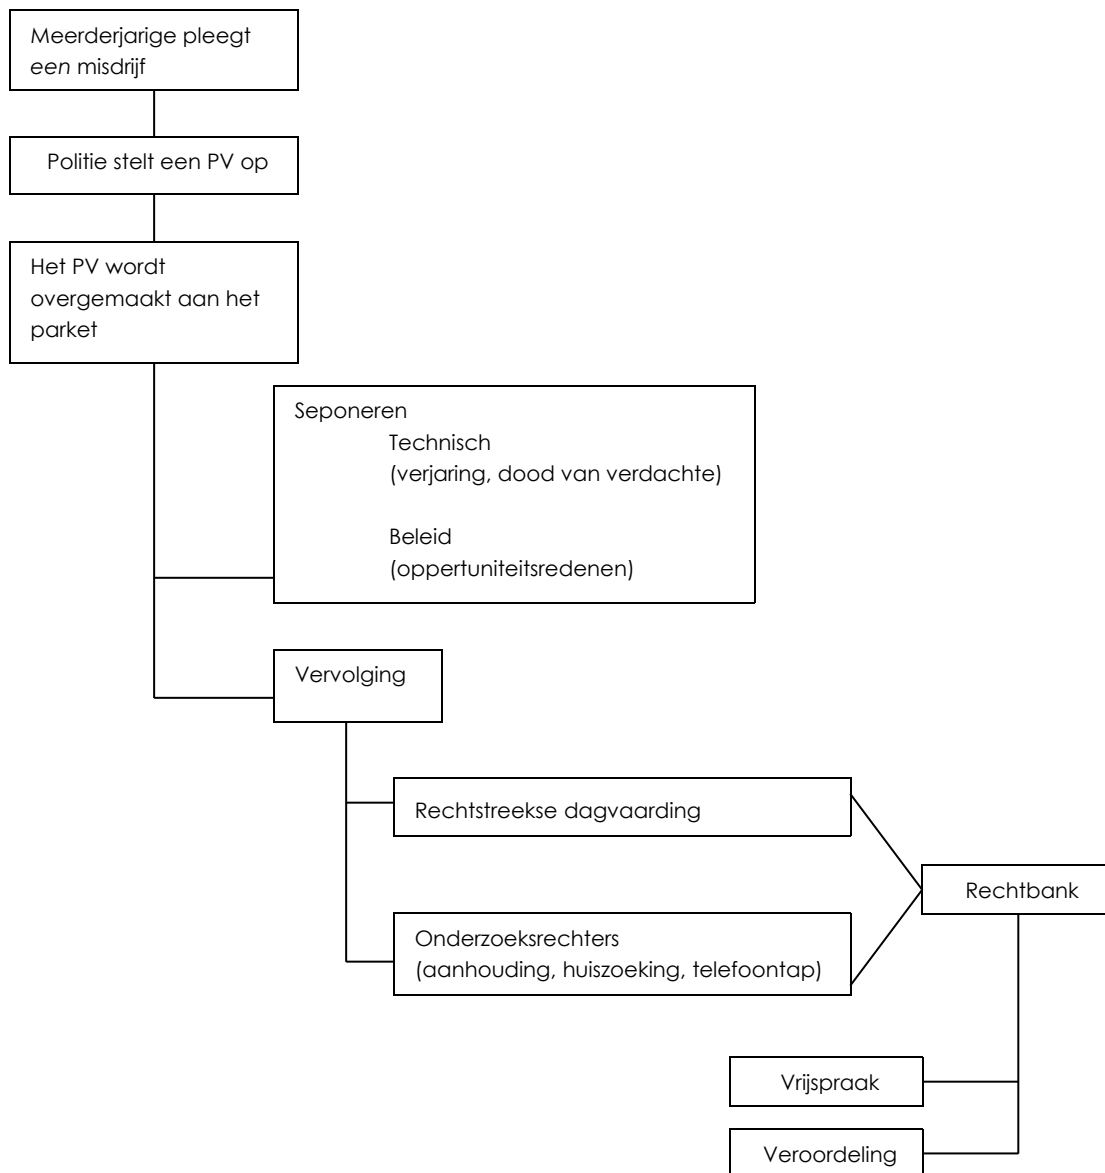 Meerderjarige pleegt
een misdrijf
Politie stelt een PV op
Het PV wordt
overgemaakt aan het
parket
Seponeren
Technisch
(verjaring, dood van verdachte)
Beleid
(oppertuniteitsredenen)
Vervolging
Rechtstreekse dagvaarding
Rechtbank
Onderzoeksrechters
(aanhouding, huiszoeking, telefoontap)
Vrijspraak
Veroordeling